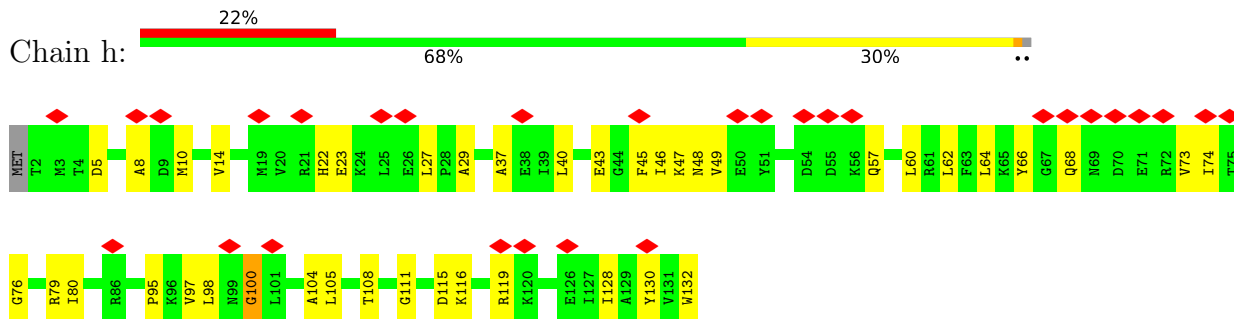 22%
Chain h:
68% 30% ••
MET T2 M3 T4 D5 A8 D9 M10 V14 M19 V20 R21 H22 E23 K24 L25 E26 L27 P28 A29 A37 E38 I39 L40 E43 G44 F45 I46 K47 N48 V49 E50 Y51 D54 D55 K56 Q57 L60 R61 L62 F63 L64 K65 Y66 G67 Q68 N69 D70 E71 R72 V73 I74 T75
G76 R79 I80 R86 P95 K96 V97 L98 N99 G100 L101 A104 L105 T108 G111 D115 K116 R119 K120 E126 I127 I128 A129 Y130 V131 W132